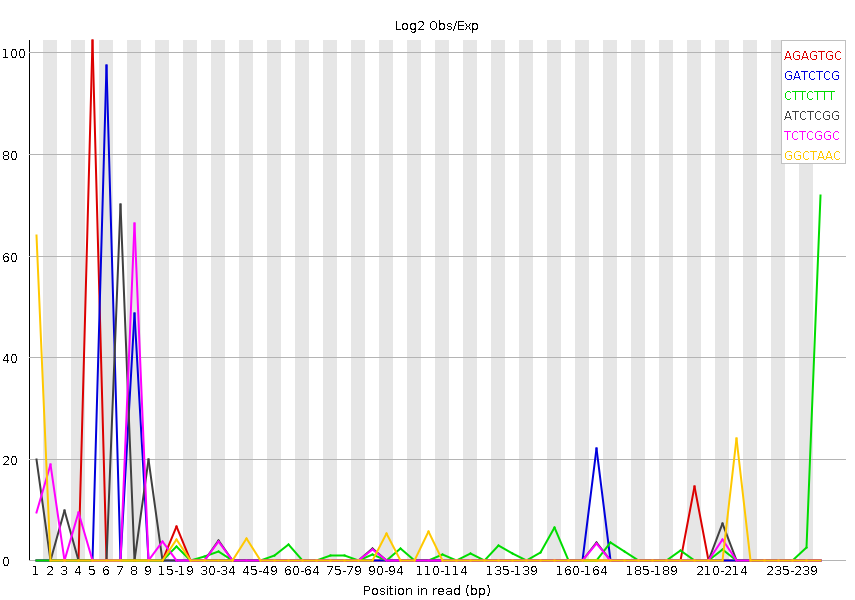 Log2 Obs/Exp
100
80
60
40
20
0
AGAGTGC
GATCTCG
CTTCTTT
ATCTCGG
TCTCGGC
GGCTAAC
1 2 3 4 5 6 7 8 9 15-19 30-34 45-49 60-64 75-79 90-94 110-114 135-139 160-164 185-189 210-214 235-239
Position in read (bp)